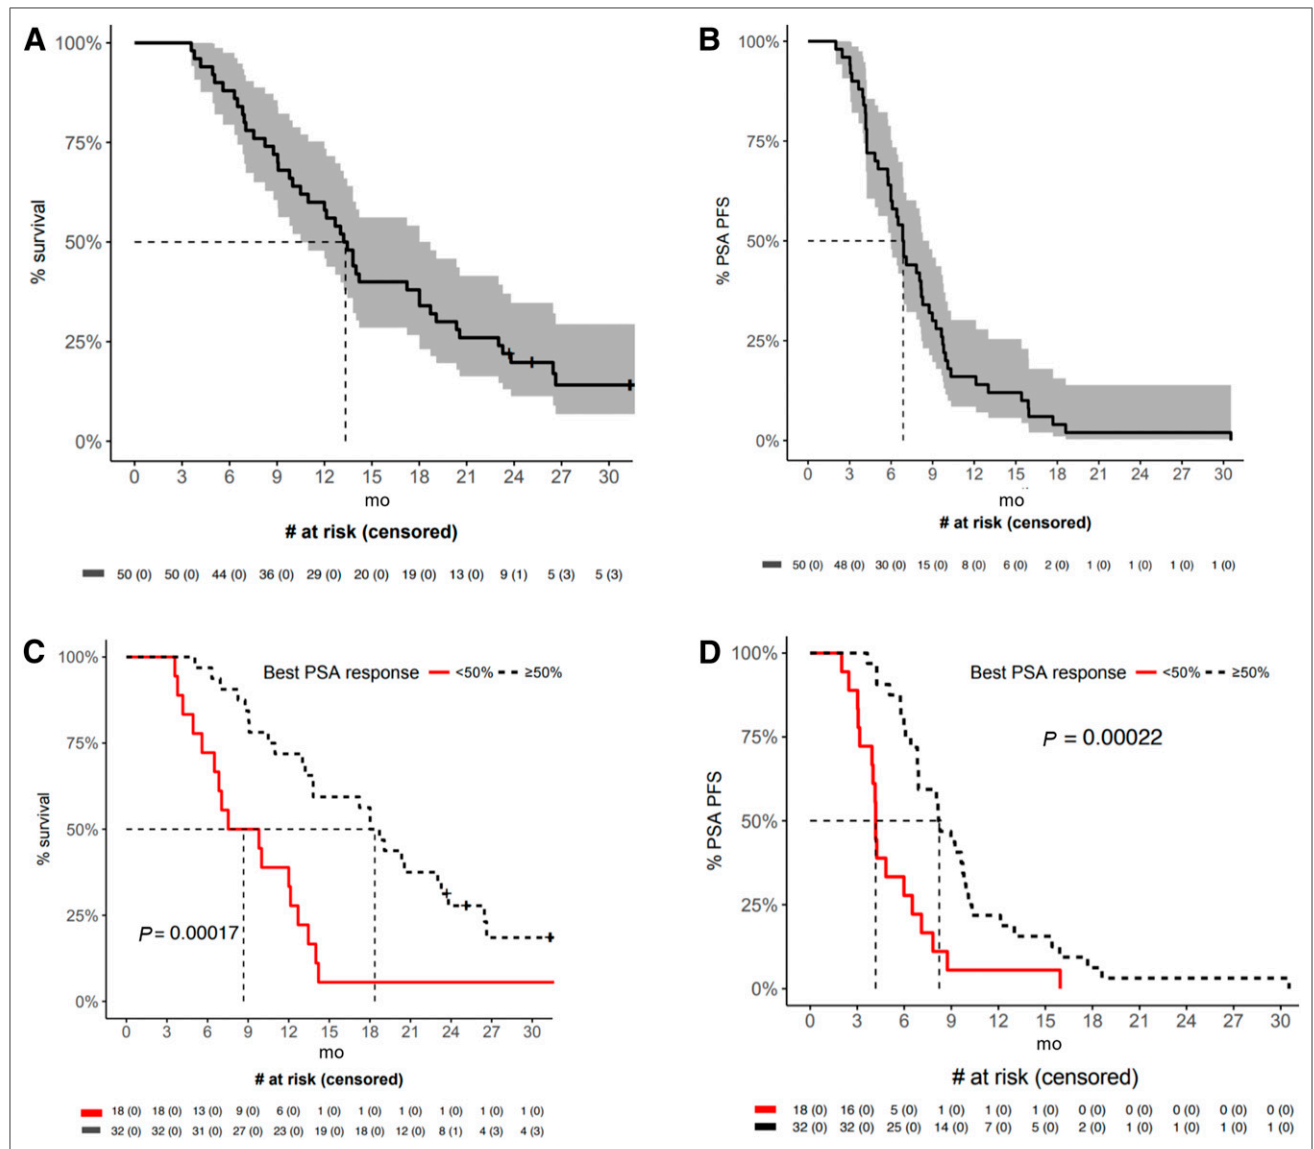 A
100%
75%
50%
25%
0%
% survival
0 3 6 9 12 15 18 21 24 27 30
mo
# at risk (censored)
50 (0) 50 (0) 44 (0) 36 (0) 29 (0) 20 (0) 19 (0) 13 (0) 9 (1) 5 (3) 5 (3)
B
100%
75%
50%
25%
0%
% PSA PFS
0 3 6 9 12 15 18 21 24 27 30
mo
# at risk (censored)
50 (0) 48 (0) 30 (0) 15 (0) 8 (0) 6 (0) 2 (0) 1 (0) 1 (0) 1 (0) 1 (0)
C
Best PSA response <50% ≥50%
100%
75%
50%
25%
0%
% survival
P = 0.00017
0 3 6 9 12 15 18 21 24 27 30
mo
# at risk (censored)
18 (0) 18 (0) 13 (0) 9 (0) 6 (0) 1 (0) 1 (0) 1 (0) 1 (0) 1 (0) 1 (0)
32 (0) 32 (0) 31 (0) 27 (0) 23 (0) 19 (0) 18 (0) 12 (0) 8 (1) 4 (3) 4 (3)
D
Best PSA response <50% ≥50%
P = 0.00022
100%
75%
50%
25%
0%
% PSA PFS
0 3 6 9 12 15 18 21 24 27 30
mo
# at risk (censored)
18 (0) 16 (0) 5 (0) 1 (0) 1 (0) 1 (0) 0 (0) 0 (0) 0 (0) 0 (0) 0 (0)
32 (0) 32 (0) 25 (0) 14 (0) 7 (0) 5 (0) 2 (0) 1 (0) 1 (0) 1 (0) 1 (0)